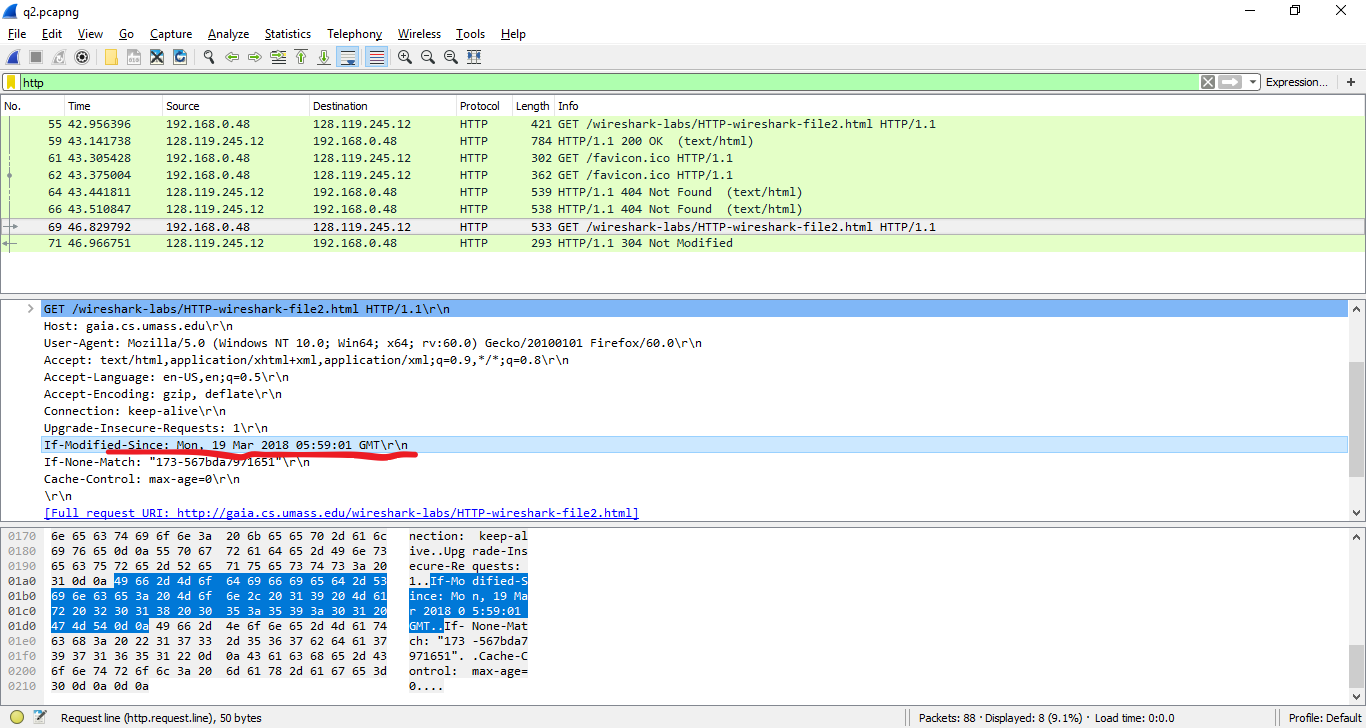 q2.pcapng
File Edit View Go Capture Analyze Statistics Telephony Wireless Tools Help
http Expression... +
No. Time Source Destination Protocol Length Info
55 42.956396 192.168.0.48 128.119.245.12 HTTP 421 GET /wireshark-labs/HTTP-wireshark-file2.html HTTP/1.1
59 43.141738 128.119.245.12 192.168.0.48 HTTP 784 HTTP/1.1 200 OK (text/html)
61 43.305428 192.168.0.48 128.119.245.12 HTTP 302 GET /favicon.ico HTTP/1.1
62 43.375004 192.168.0.48 128.119.245.12 HTTP 362 GET /favicon.ico HTTP/1.1
64 43.441811 128.119.245.12 192.168.0.48 HTTP 539 HTTP/1.1 404 Not Found (text/html)
66 43.510847 128.119.245.12 192.168.0.48 HTTP 538 HTTP/1.1 404 Not Found (text/html)
69 46.829792 192.168.0.48 128.119.245.12 HTTP 533 GET /wireshark-labs/HTTP-wireshark-file2.html HTTP/1.1
71 46.966751 128.119.245.12 192.168.0.48 HTTP 293 HTTP/1.1 304 Not Modified
GET /wireshark-labs/HTTP-wireshark-file2.html HTTP/1.1\r\n
Host: gaia.cs.umass.edu\r\n
User-Agent: Mozilla/5.0 (Windows NT 10.0; Win64; x64; rv:60.0) Gecko/20100101 Firefox/60.0\r\n
Accept: text/html,application/xhtml+xml,application/xml;q=0.9,*/*;q=0.8\r\n
Accept-Language: en-US,en;q=0.5\r\n
Accept-Encoding: gzip, deflate\r\n
Connection: keep-alive\r\n
Upgrade-Insecure-Requests: 1\r\n
If-Modified-Since: Mon, 19 Mar 2018 05:59:01 GMT\r\n
If-None-Match: "173-567bda7971651"\r\n
Cache-Control: max-age=0\r\n
\r\n
[Full request URI: http://gaia.cs.umass.edu/wireshark-labs/HTTP-wireshark-file2.html]
0170 6e 65 63 74 69 6f 6e 3a 20 6b 65 65 70 2d 61 6c nection: keep-al
0180 69 76 65 0d 0a 55 70 67 72 61 64 65 2d 49 6e 73 ive..Upg rade-Ins
0190 65 63 75 72 65 2d 52 65 71 75 65 73 74 73 3a 20 ecure-Re quests:
01a0 31 0d 0a 49 66 2d 4d 6f 64 69 66 69 65 64 2d 53 1..If-Mo dified-S
01b0 69 6e 63 65 3a 20 4d 6f 6e 2c 20 31 39 20 4d 61 ince: Mo n, 19 Ma
01c0 72 20 32 30 31 38 20 30 35 3a 35 39 3a 30 31 20 r 2018 0 5:59:01
01d0 47 4d 54 0d 0a 49 66 2d 4e 6f 6e 65 2d 4d 61 74 GMT..If- None-Mat
01e0 63 68 3a 20 22 31 37 33 2d 35 36 37 62 64 61 37 ch: "173 -567bda7
01f0 39 37 31 36 35 31 22 0d 0a 43 61 63 68 65 2d 43 971651". .Cache-C
0200 6f 6e 74 72 6f 6c 3a 20 6d 61 78 2d 61 67 65 3d ontrol: max-age=
0210 30 0d 0a 0d 0a 0....
Request line (http.request.line), 50 bytes Packets: 88 · Displayed: 8 (9.1%) · Load time: 0:0.0 Profile: Default